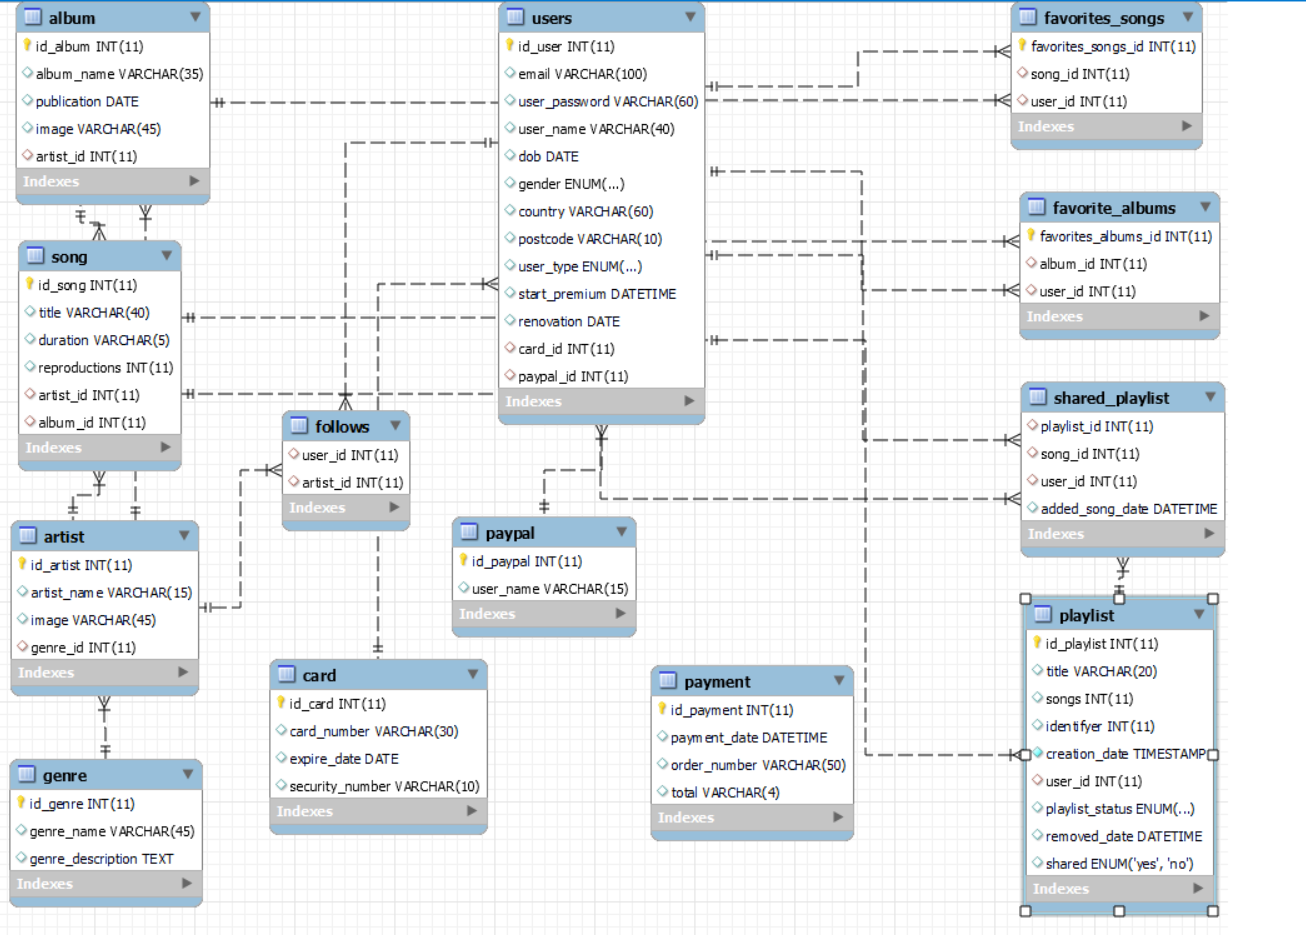 album
id_album INT(11)
album_name VARCHAR(35)
publication DATE
image VARCHAR(45)
artist_id INT(11)
Indexes
users
id_user INT(11)
email VARCHAR(100)
user_password VARCHAR(60)
user_name VARCHAR(40)
dob DATE
gender ENUM(...)
country VARCHAR(60)
postcode VARCHAR(10)
user_type ENUM(...)
start_premium DATETIME
renovation DATE
card_id INT(11)
paypal_id INT(11)
Indexes
favorites_songs
favorites_songs_id INT(11)
song_id INT(11)
user_id INT(11)
Indexes
favorite_albums
favorites_albums_id INT(11)
album_id INT(11)
user_id INT(11)
Indexes
song
id_song INT(11)
title VARCHAR(40)
duration VARCHAR(5)
reproductions INT(11)
artist_id INT(11)
album_id INT(11)
Indexes
follows
user_id INT(11)
artist_id INT(11)
Indexes
shared_playlist
playlist_id INT(11)
song_id INT(11)
user_id INT(11)
added_song_date DATETIME
Indexes
artist
id_artist INT(11)
artist_name VARCHAR(15)
image VARCHAR(45)
genre_id INT(11)
Indexes
paypal
id_paypal INT(11)
user_name VARCHAR(15)
Indexes
card
id_card INT(11)
card_number VARCHAR(30)
expire_date DATE
security_number VARCHAR(10)
Indexes
payment
id_payment INT(11)
payment_date DATETIME
order_number VARCHAR(50)
total VARCHAR(4)
Indexes
playlist
id_playlist INT(11)
title VARCHAR(20)
songs INT(11)
identifyer INT(11)
creation_date TIMESTAMP
user_id INT(11)
playlist_status ENUM(...)
removed_date DATETIME
shared ENUM('yes', 'no')
Indexes
genre
id_genre INT(11)
genre_name VARCHAR(45)
genre_description TEXT
Indexes